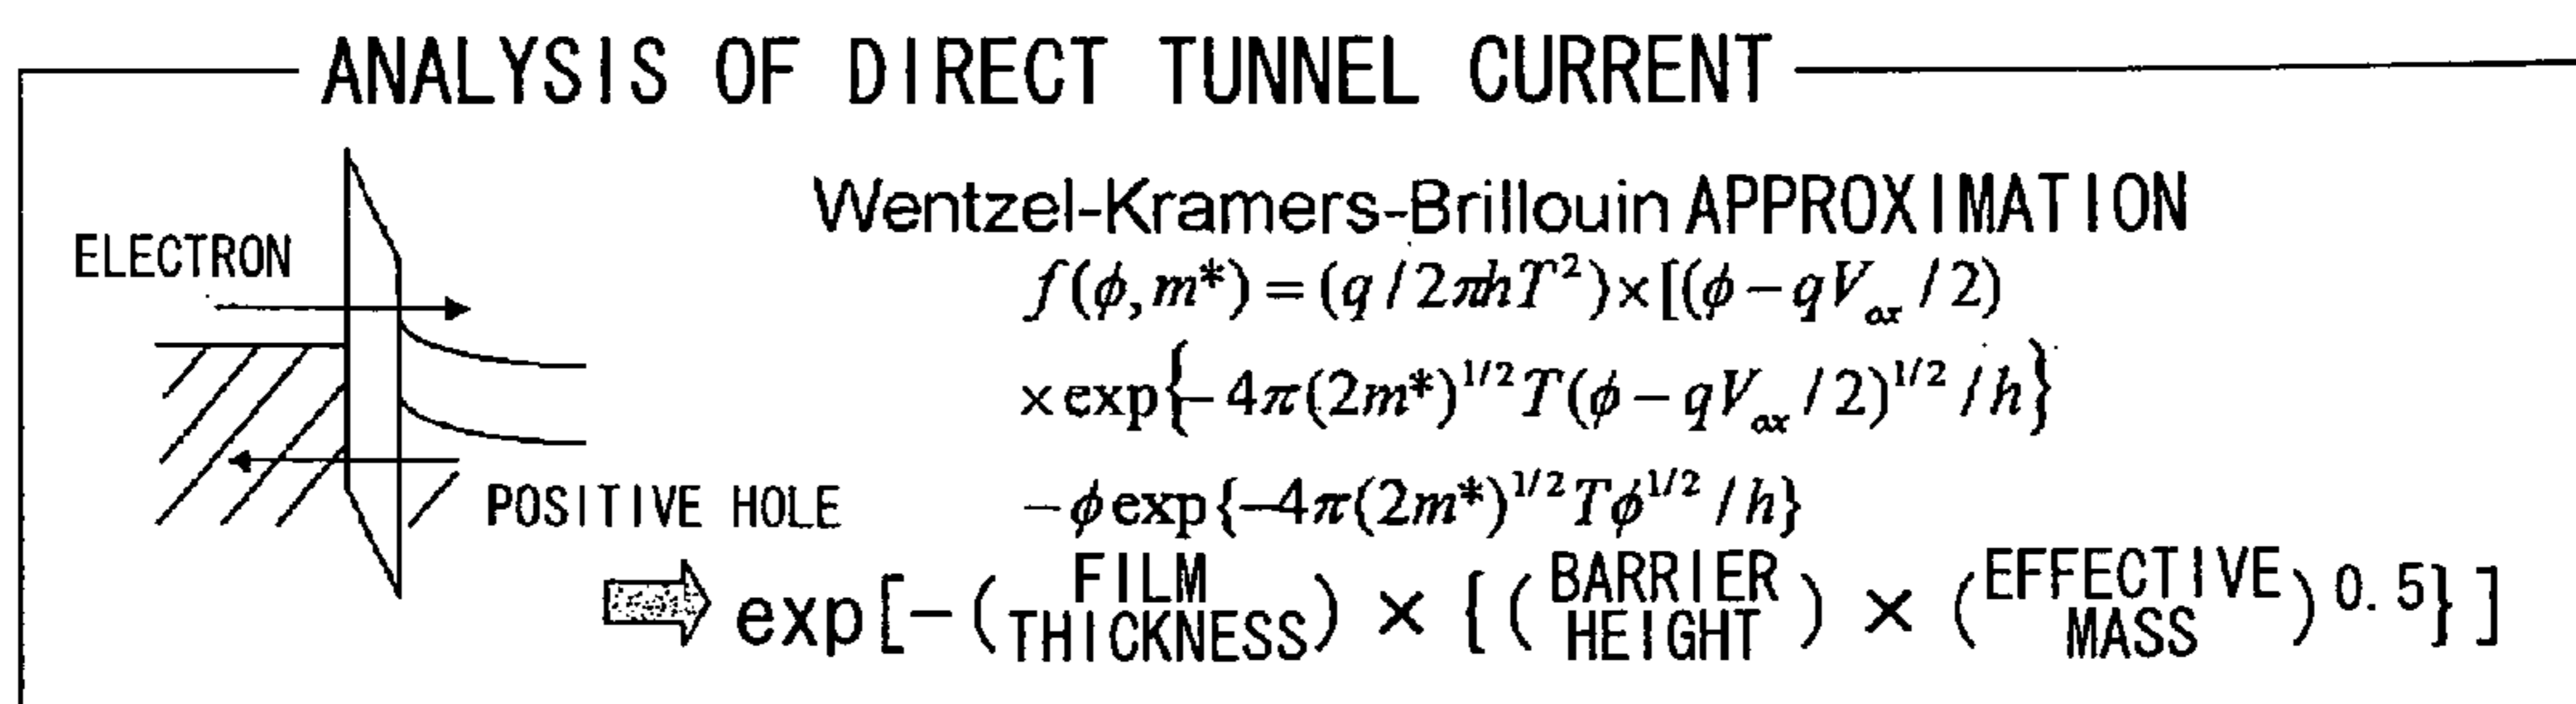 ANALYSIS OF DIRECT TUNNEL CURRENT
Wentzel-Kramers-Brillouin APPROXIMATION
ELECTRON
f(ϕ,m*)=(q/2πhT²)×[(ϕ−qV_ox/2)
×exp{−4π(2m*)^1/2 T(ϕ−qV_ox/2)^1/2/h}
−ϕexp{−4π(2m*)^1/2 Tϕ^1/2/h}
POSITIVE HOLE
exp[−(FILM THICKNESS)×{(BARRIER HEIGHT)×(EFFECTIVE MASS)^0.5}]